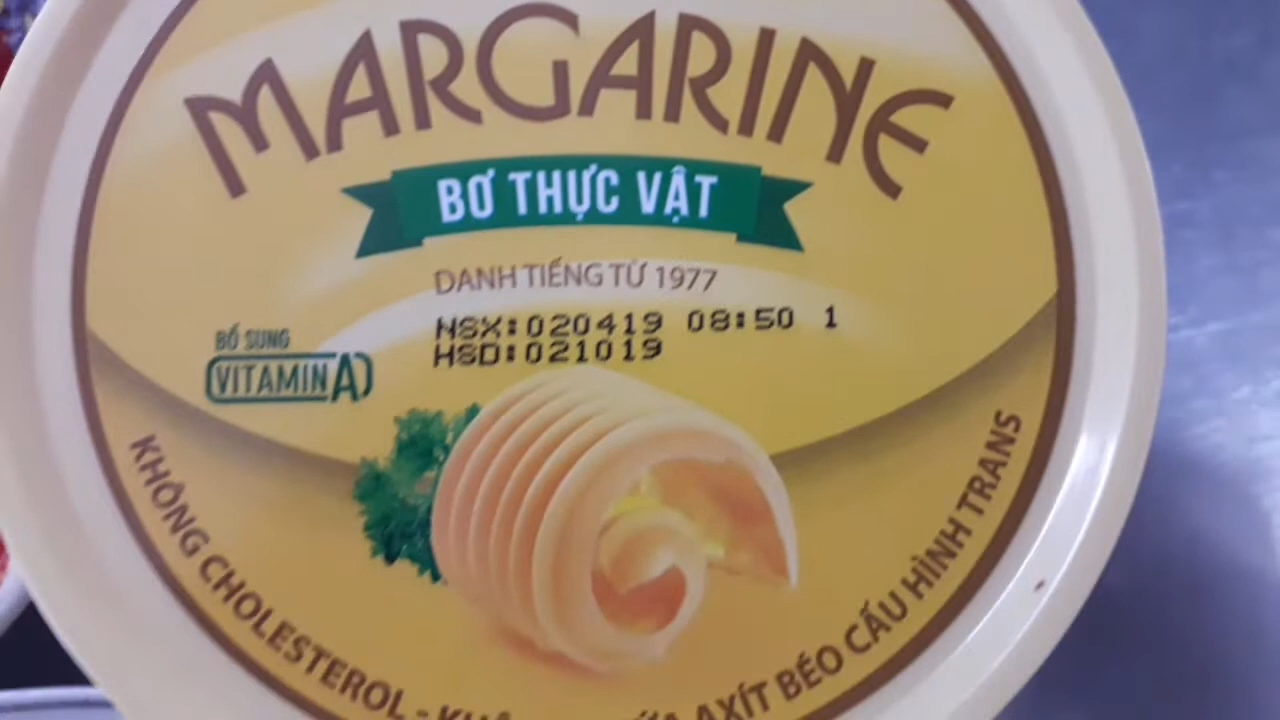 MARGARINE
BƠ THỰC VẬT
DANH TIẾNG TỪ 1977
NSX:020419 08:50 1
HSD:021019
BỔ SUNG
VITAMIN A
KHÔNG CHOLESTEROL - AXÍT BÉO CẤU HÌNH TRANS